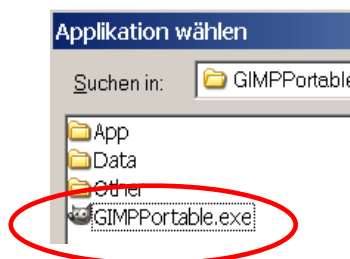 Applikation wählen
Suchen in: GIMPPortable
App
Data
Other
GIMPPortable.exe